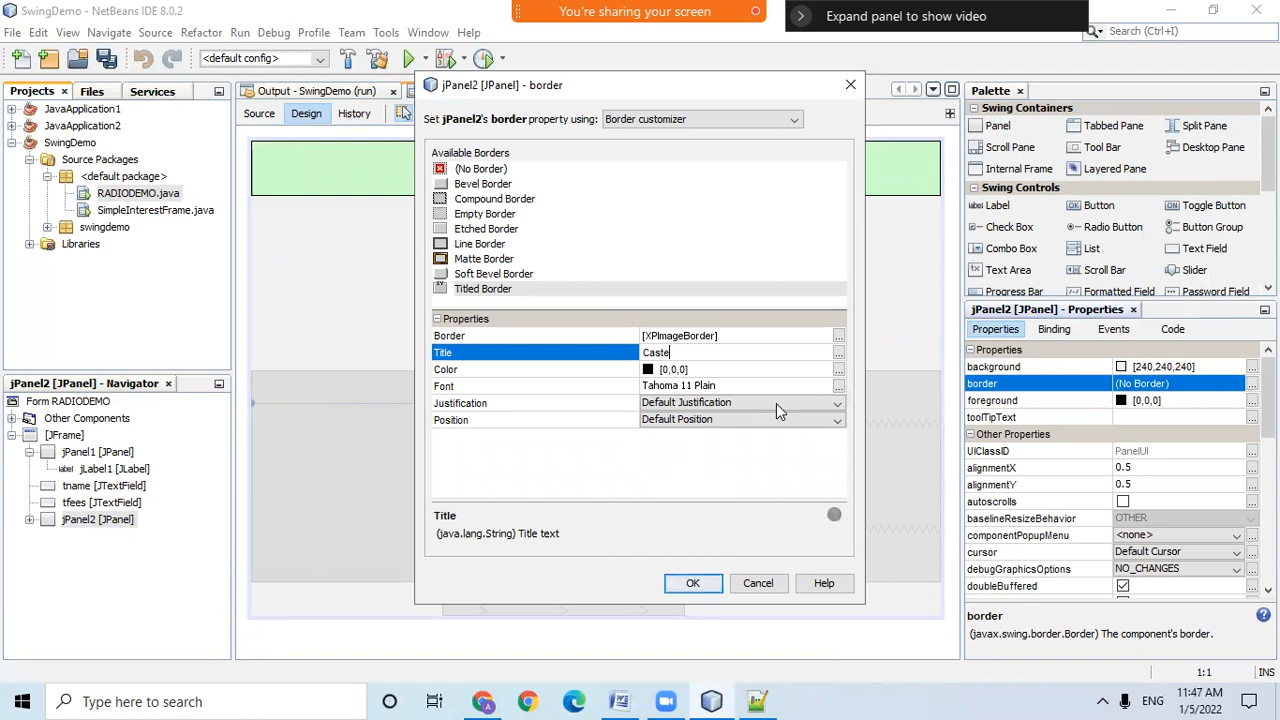 SwingDemo - NetBeans IDE 8.0.2
You're sharing your screen
Expand panel to show video
File Edit View Navigate Source Refactor Run Debug Profile Team Tools Window Help
Search (Ctrl+I)
<default config>
Projects Files Services
Output - SwingDemo (run)
Source Design History
JavaApplication1
JavaApplication2
SwingDemo
Source Packages
<default package>
RADIODEMO.java
SimpleInterestFrame.java
swingdemo
Libraries
jPanel2 [JPanel] - Navigator
Form RADIODEMO
Other Components
[JFrame]
jPanel1 [JPanel]
jLabel1 [JLabel]
tname [JTextField]
tfees [JTextField]
jPanel2 [JPanel]
jPanel2 [JPanel] - border
Set jPanel2's border property using: Border customizer
Available Borders
(No Border)
Bevel Border
Compound Border
Empty Border
Etched Border
Line Border
Matte Border
Soft Bevel Border
Titled Border
Properties
Border [XPImageBorder] ...
Title Caste ...
Color [0,0,0] ...
Font Tahoma 11 Plain ...
Justification Default Justification
Position Default Position
Title
(java.lang.String) Title text
OK Cancel Help
Palette
Swing Containers
Panel Tabbed Pane Split Pane
Scroll Pane Tool Bar Desktop Pane
Internal Frame Layered Pane
Swing Controls
Label OK Button Toggle Button
Check Box Radio Button Button Group
Combo Box List Text Field
Text Area Scroll Bar Slider
Progress Bar Formatted Field Password Field
jPanel2 [JPanel] - Properties
Properties Binding Events Code
Properties
background [240,240,240] ...
border (No Border) ...
foreground [0,0,0] ...
toolTipText ...
Other Properties
UIClassID PanelUI ...
alignmentX 0.5 ...
alignmentY 0.5 ...
autoscrolls ...
baselineResizeBehavior OTHER ...
componentPopupMenu <none> ...
cursor Default Cursor ...
debugGraphicsOptions NO_CHANGES ...
doubleBuffered ...
border
(javax.swing.border.Border) The component's border.
1:1 INS
Type here to search
ENG
11:47 AM
1/5/2022